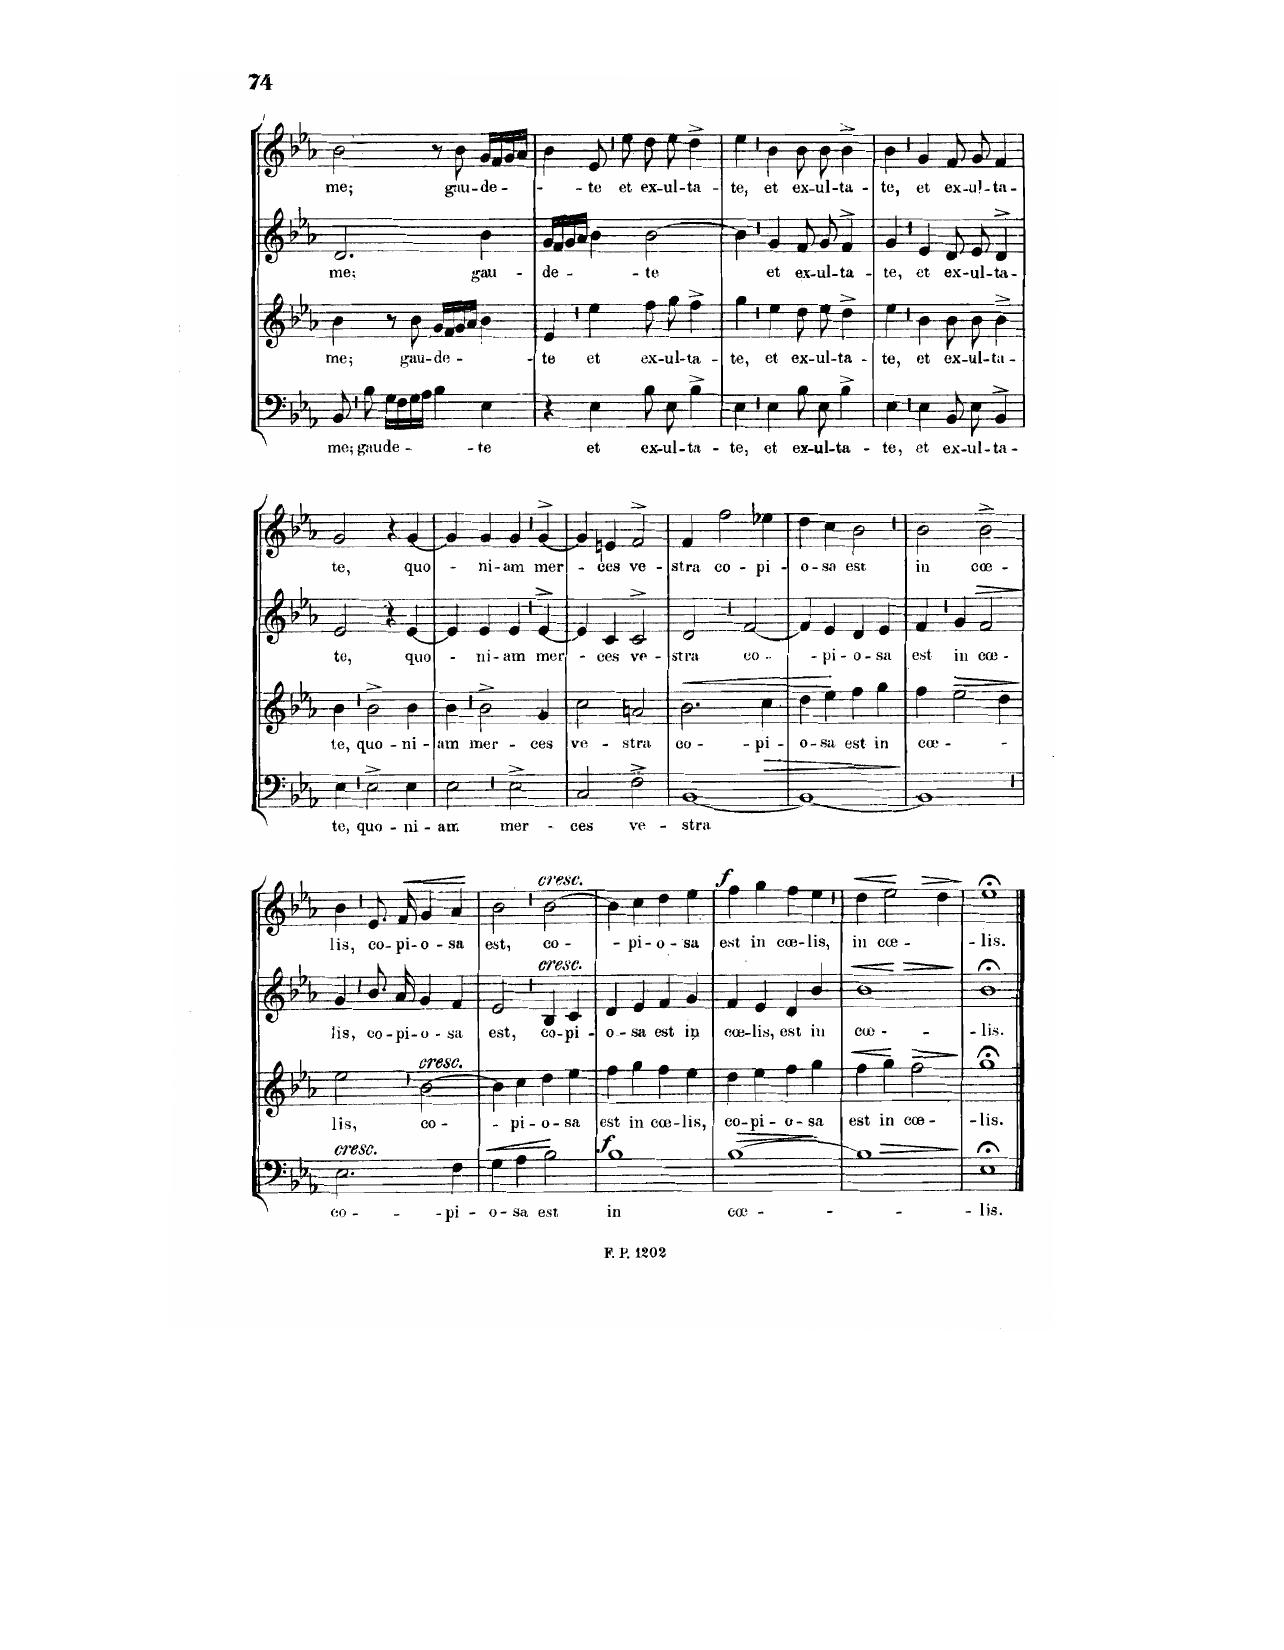 74
me; gau-de- - -te et ex-ul-ta - te, et ex-ul-ta - te, et ex-ul-ta-
me; gau - de- - te et ex-ul-ta - te, et ex-ul-ta-
me; gau-de- -te et ex-ul-ta - te, et ex-ul-ta - te, et ex-ul-ta-
me; gaude- - -te et ex-ul-ta - te, et ex-ul-ta - te, et ex-ul-ta-
te, quo - ni-am mer - ces ve - stra co - pi - o-sa est in cœ-
te, quo - ni-am mer - ces ve - stra co - - pi-o-sa est in cœ-
te, quo - ni - am mer - ces ve - stra co - - pi - o-sa est in cœ- -
te, quo - ni - am mer - ces ve - stra
cresc. f
lis, co-pi-o-sa est, co- - pi-o-sa est in cœ-lis, in cœ- - lis.
cresc.
lis, co-pi-o-sa est, co-pi - o-sa est in cœ-lis, est in cœ- - - lis.
cresc.
lis, co- - pi-o-sa est in cœ-lis, co-pi-o-sa est in cœ- - lis.
cresc. f
co- - - pi - o-sa est in cœ - - - - lis.
F. P. 1202